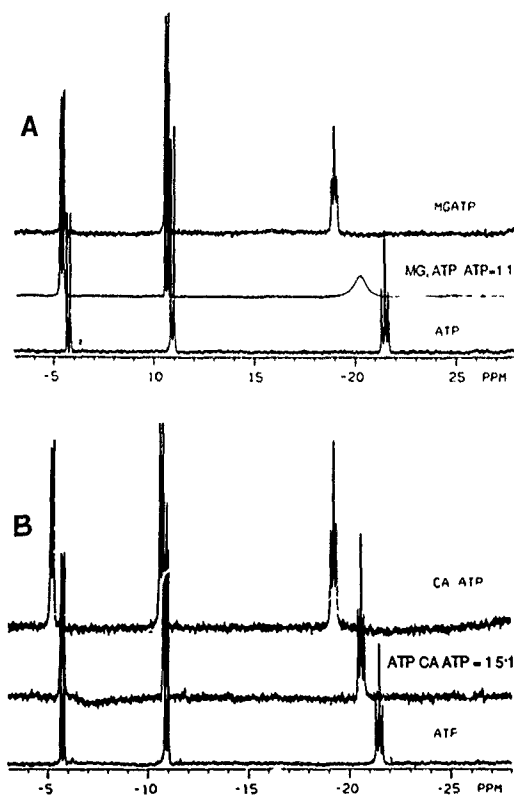 A
MGATP
MG, ATP ATP=1 1
ATP
-5 10 15 -20 25 PPM
B
CA ATP
ATP CA ATP = 1 5·1
ATF
-5 -10 -15 -20 -25 PPM